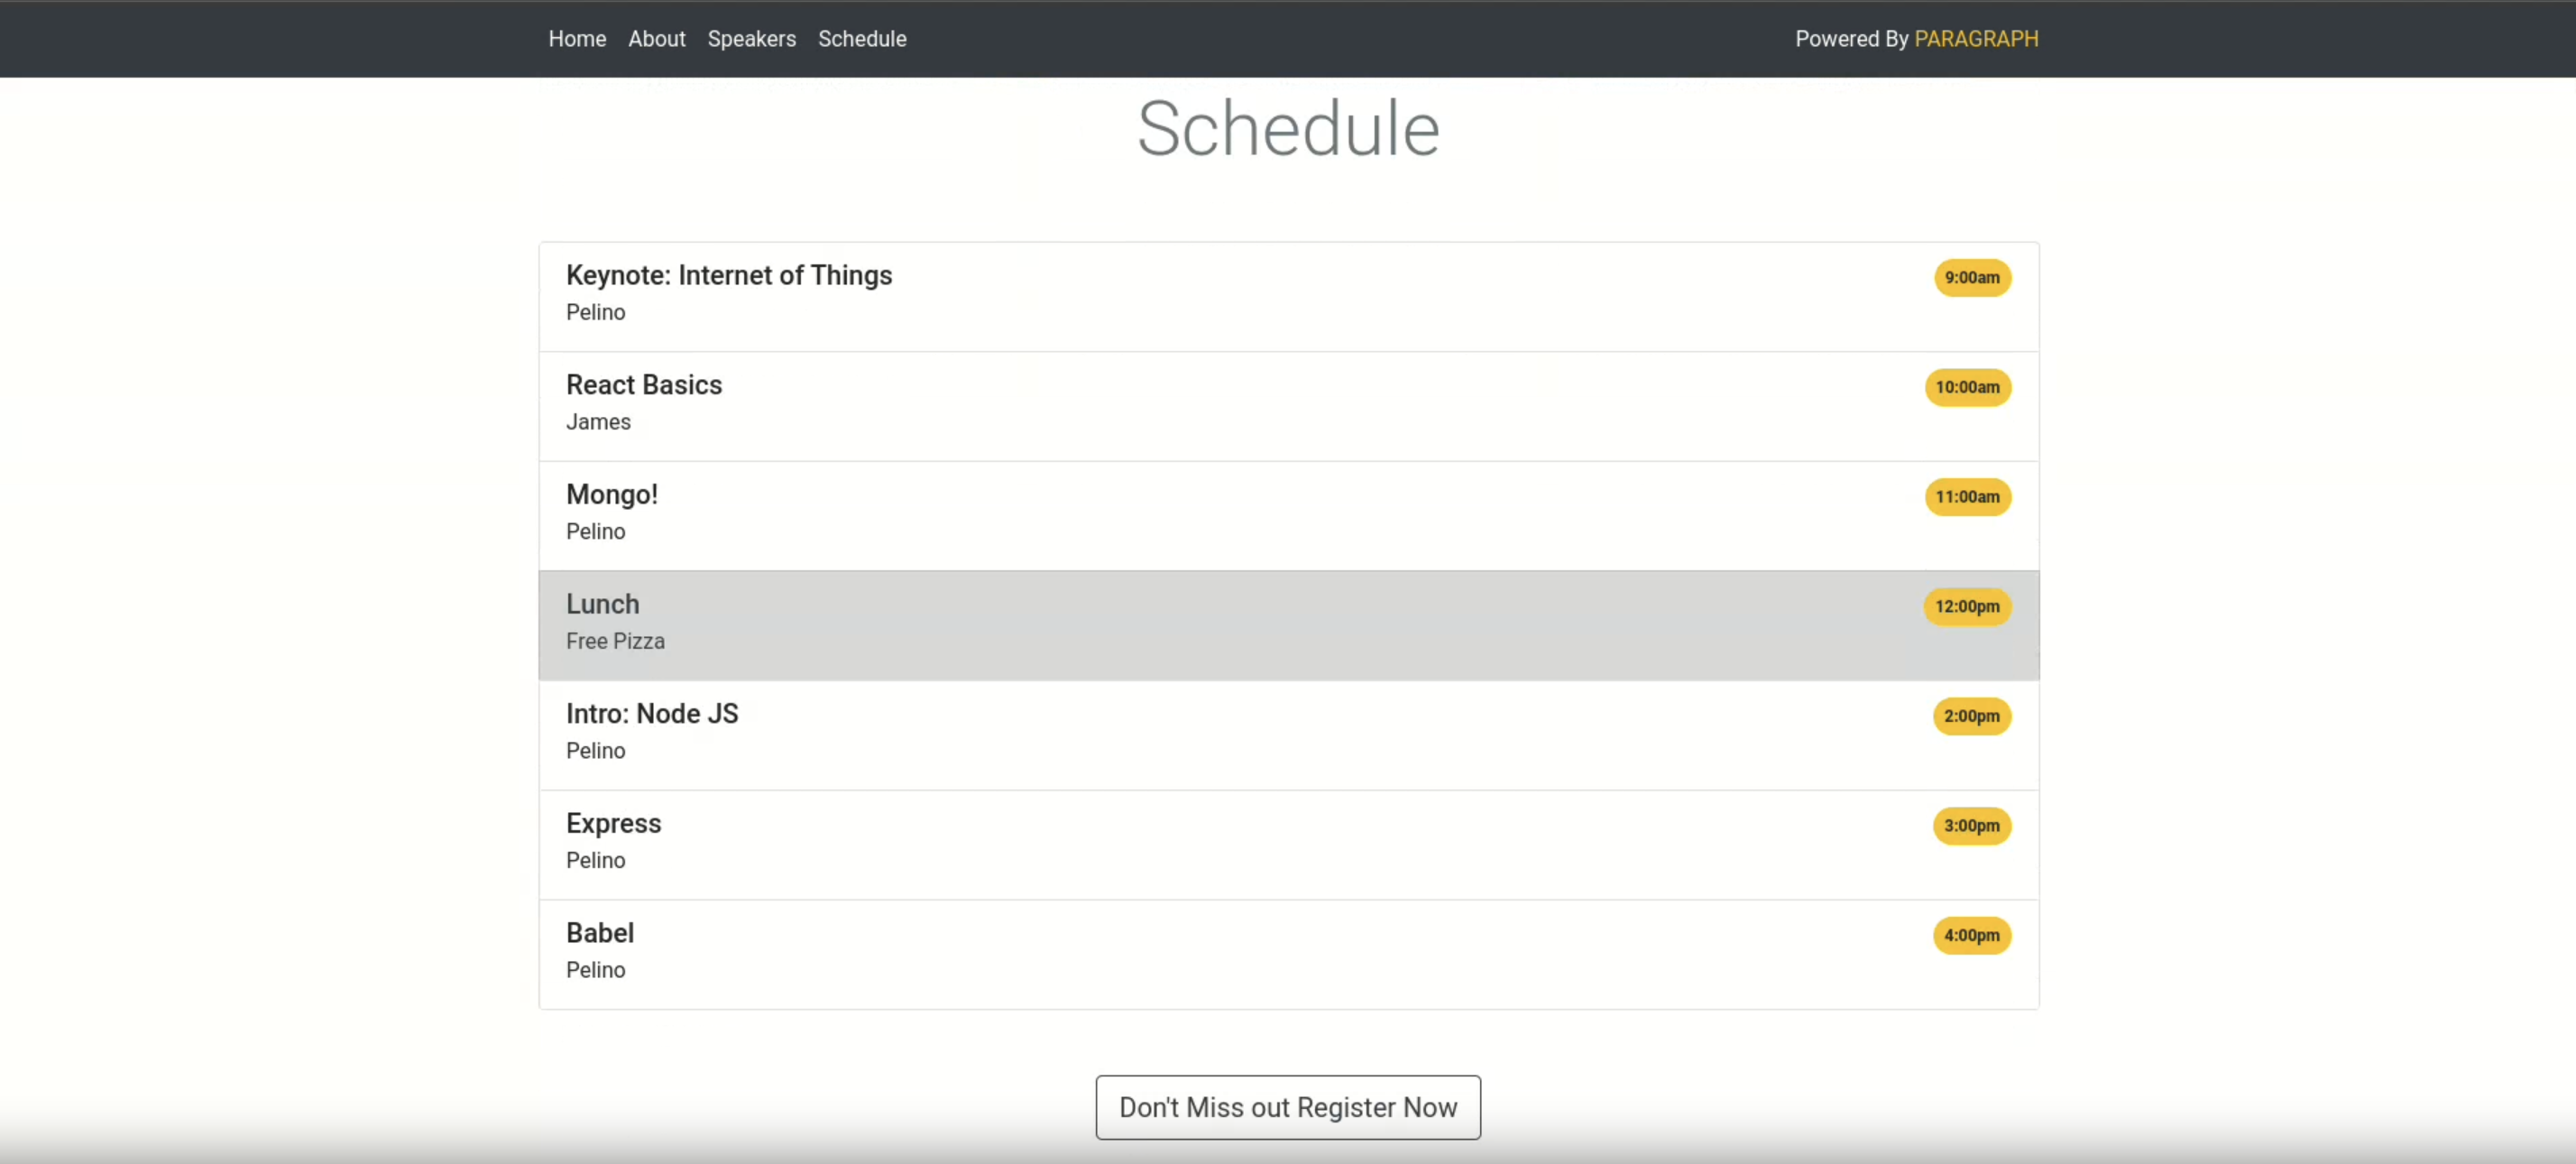 Home About Speakers Schedule Powered By PARAGRAPH
Schedule
Keynote: Internet of Things 9:00am
Pelino
React Basics 10:00am
James
Mongo! 11:00am
Pelino
Lunch 12:00pm
Free Pizza
Intro: Node JS 2:00pm
Pelino
Express 3:00pm
Pelino
Babel 4:00pm
Pelino
Don't Miss out Register Now